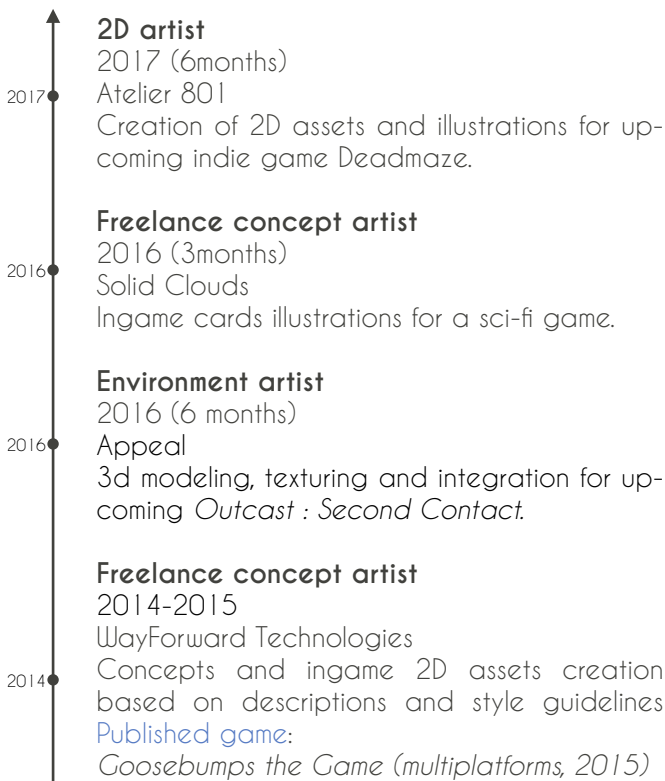 2D artist
2017 (6months)
2017
Atelier 801
Creation of 2D assets and illustrations for up-
coming indie game Deadmaze.
Freelance concept artist
2016 (3months)
2016
Solid Clouds
Ingame cards illustrations for a sci-fi game.
Environment artist
2016 (6 months)
2016
Appeal
3d modeling, texturing and integration for up-
coming Outcast : Second Contact.
Freelance concept artist
2014-2015
WayForward Technologies
2014
Concepts and ingame 2D assets creation
based on descriptions and style guidelines
Published game:
Goosebumps the Game (multiplatforms, 2015)